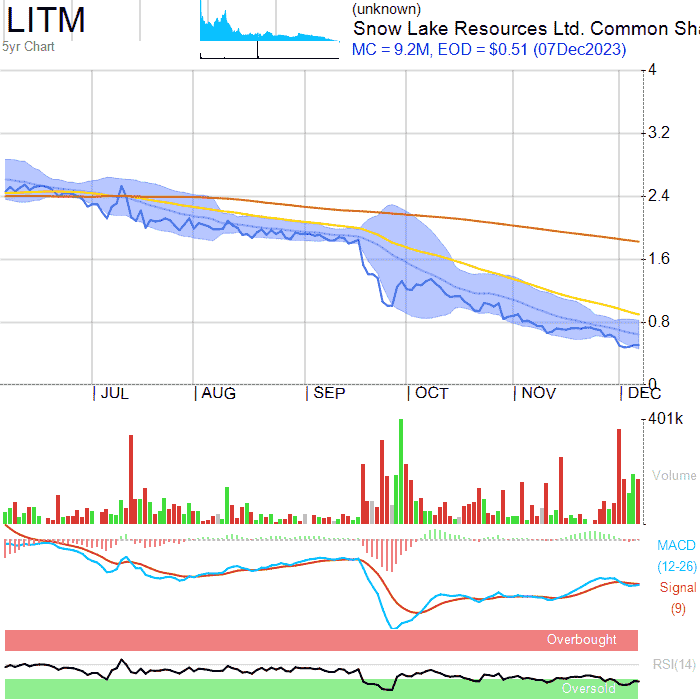 LITM
5yr Chart
(unknown)
Snow Lake Resources Ltd. Common Sha
MC = 9.2M, EOD = $0.51 (07Dec2023)
4
3.2
2.4
1.6
0.8
0
JUL AUG SEP OCT NOV DEC
401k
Volume
MACD
(12-26)
Signal
(9)
Overbought
RSI(14)
Oversold